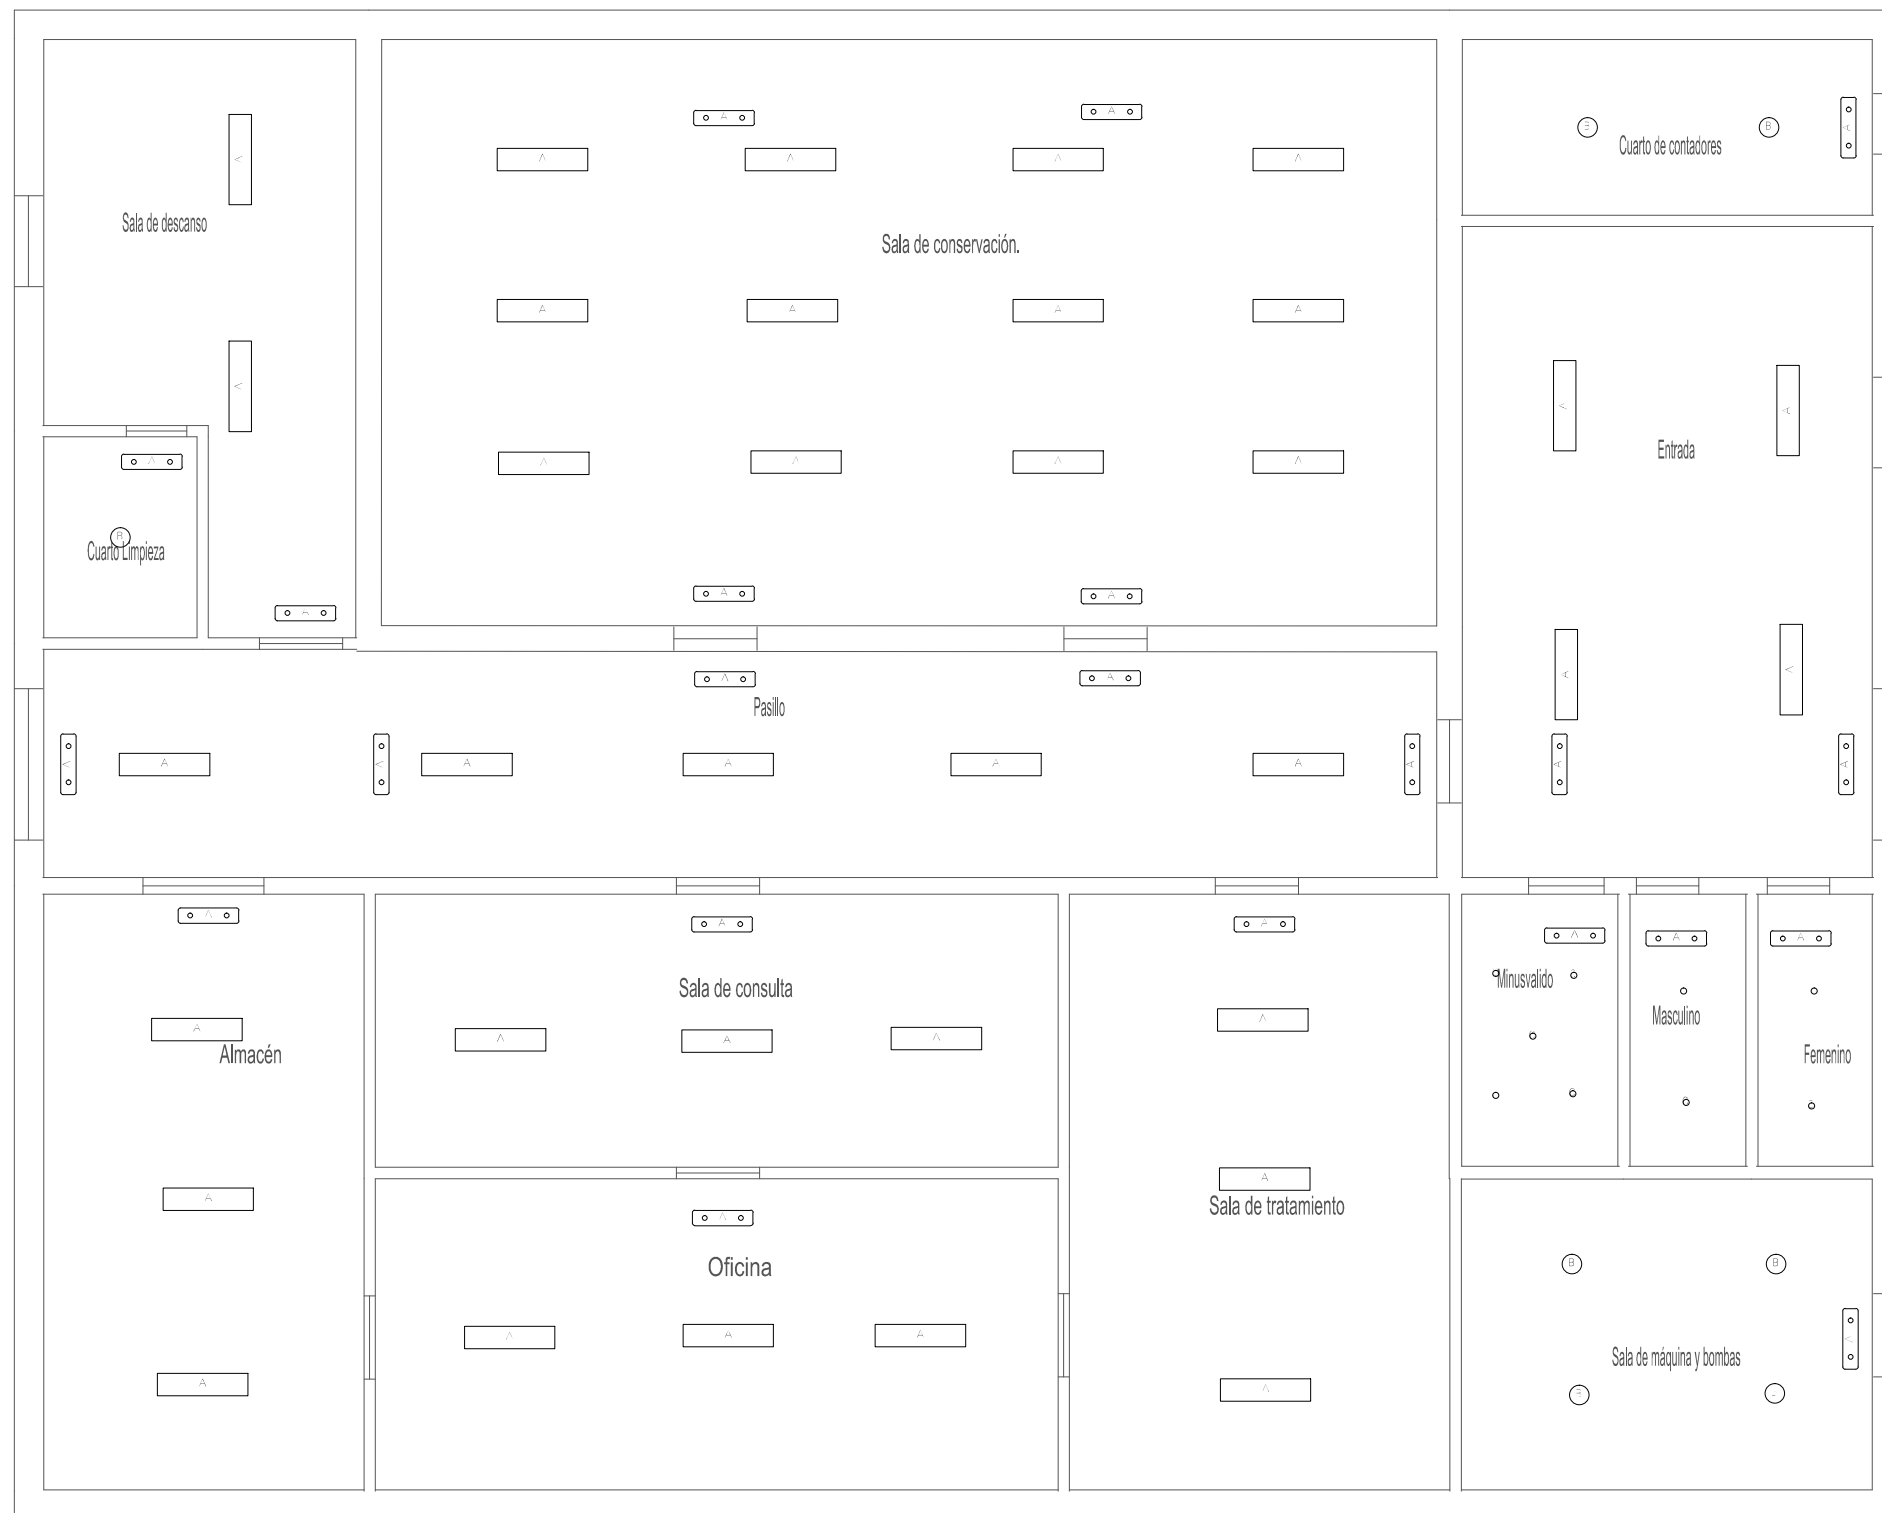 Cuarto de contadores
Sala de descanso
Sala de conservación.
Entrada
Cuarto Limpieza
Pasillo
Minusvalido
Sala de consulta
Masculino
Almacén
Femenino
Sala de tratamiento
Oficina
Sala de máquina y bombas